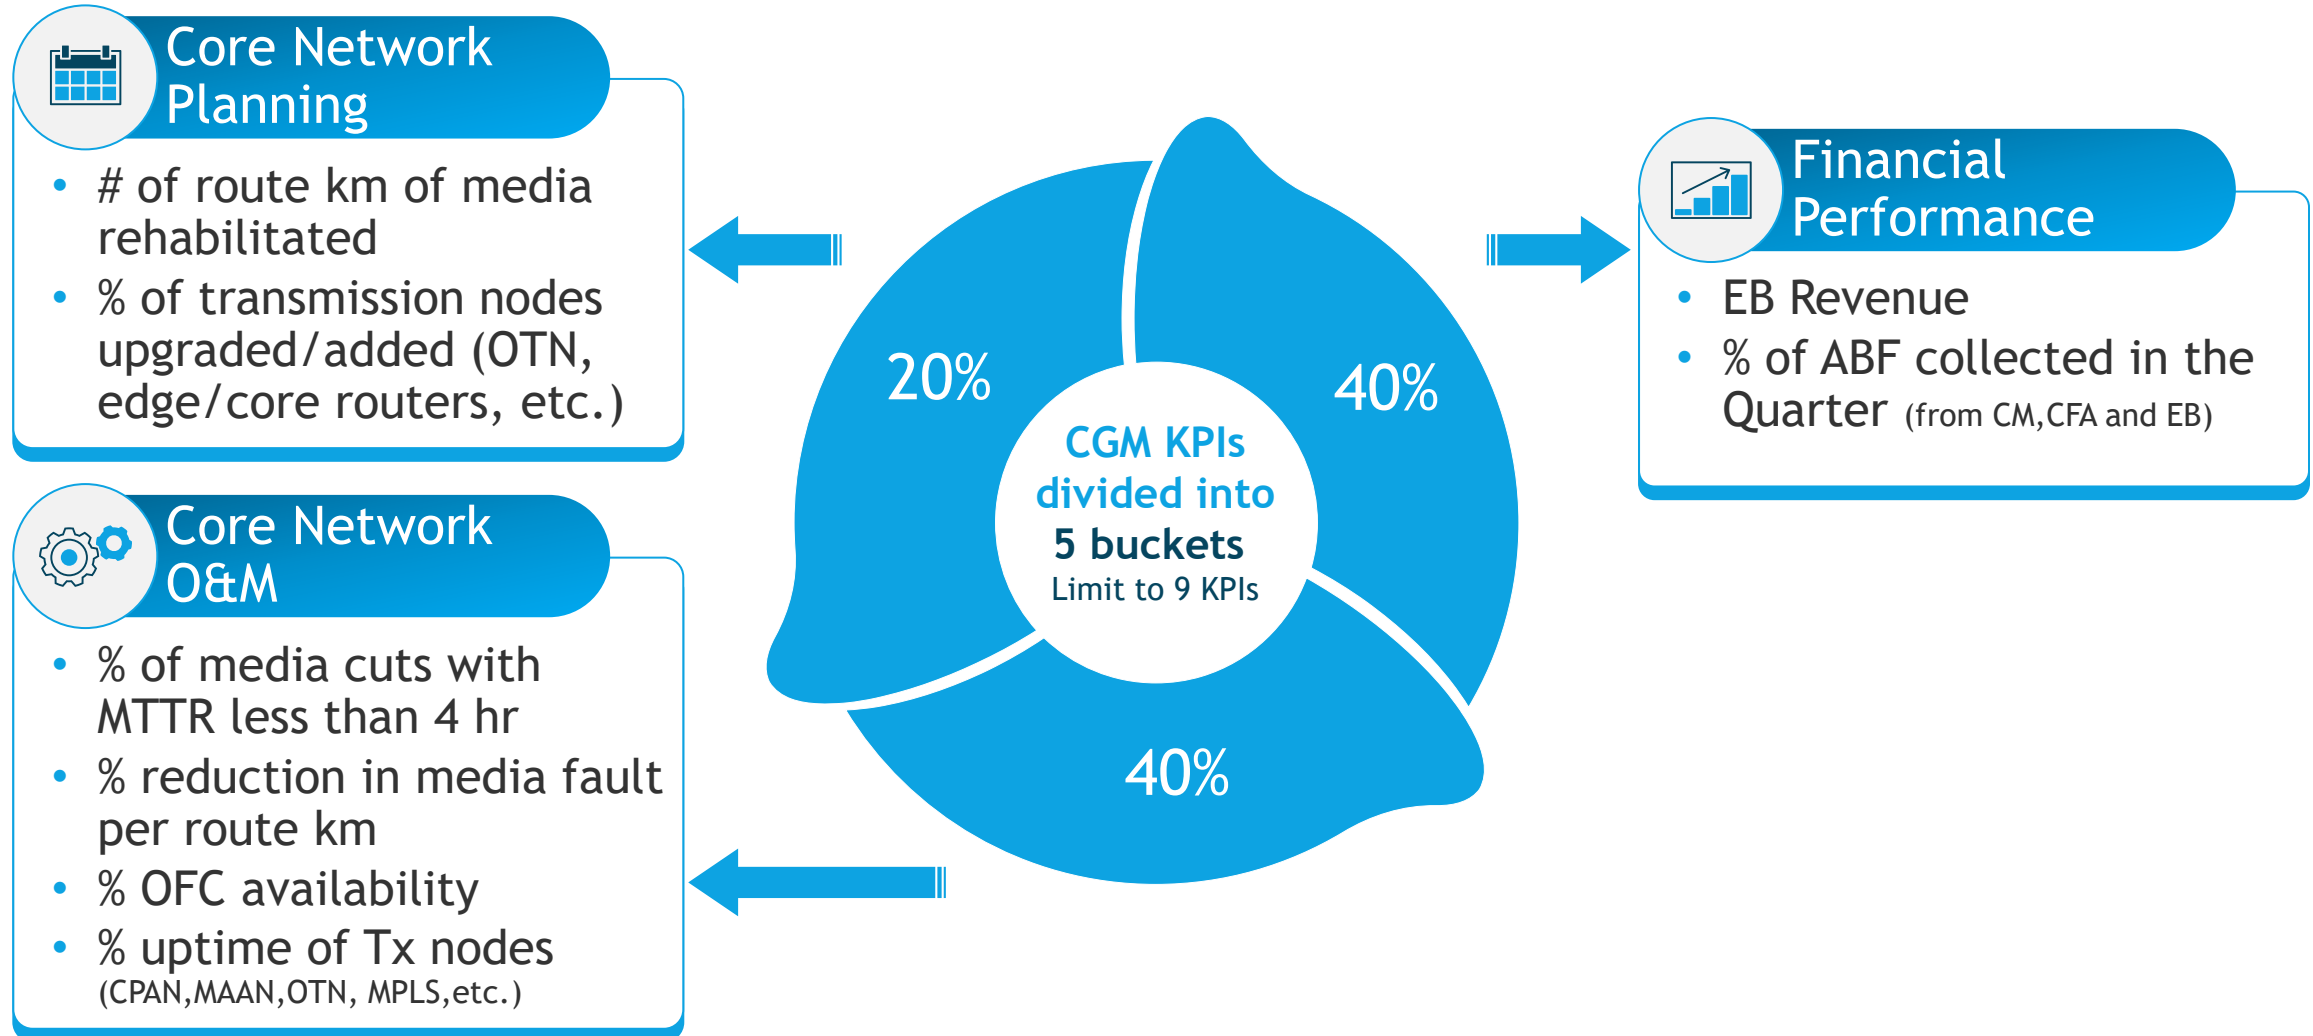 Core Network
Planning
• # of route km of media
rehabilitated
• % of transmission nodes
upgraded/added (OTN,
edge/core routers, etc.)
Core Network
O&M
• % of media cuts with
MTTR less than 4 hr
• % reduction in media fault
per route km
• % OFC availability
• % uptime of Tx nodes
(CPAN,MAAN,OTN, MPLS,etc.)
20%
40%
40%
CGM KPIs
divided into
5 buckets
Limit to 9 KPIs
Financial
Performance
• EB Revenue
• % of ABF collected in the
Quarter (from CM,CFA and EB)